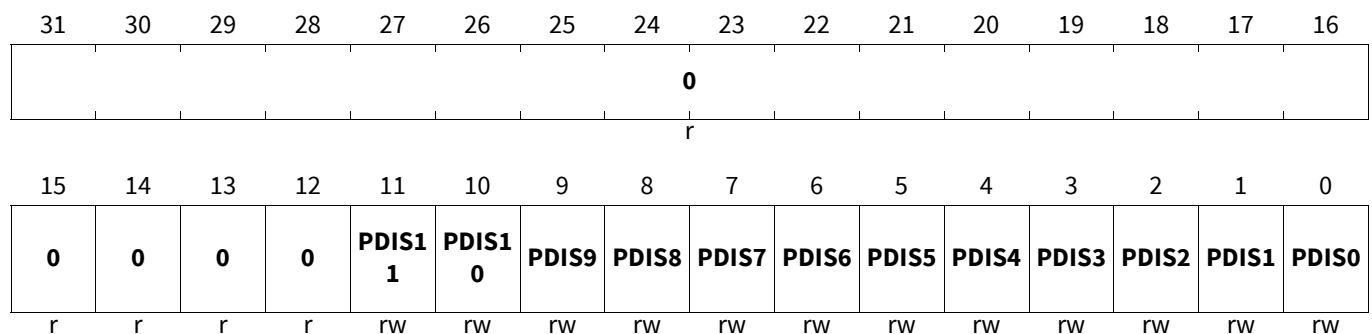 31 30 29 28 27 26 25 24 23 22 21 20 19 18 17 16
0
r
15 14 13 12 11 10 9 8 7 6 5 4 3 2 1 0
0 0 0 0 PDIS1 PDIS1 PDIS9 PDIS8 PDIS7 PDIS6 PDIS5 PDIS4 PDIS3 PDIS2 PDIS1 PDIS0
1 0
r r r r rw rw rw rw rw rw rw rw rw rw rw rw